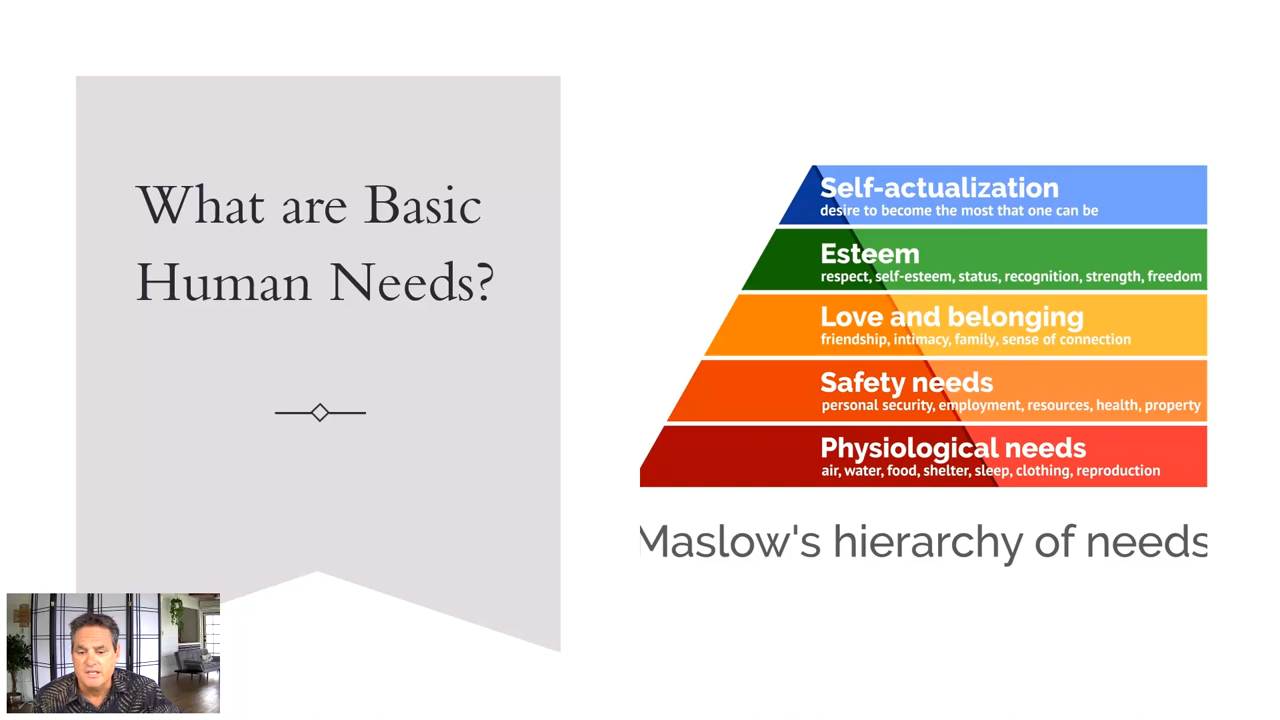 What are Basic
Human Needs?
Self-actualization
desire to become the most that one can be
Esteem
respect, self-esteem, status, recognition, strength, freedom
Love and belonging
friendship, intimacy, family, sense of connection
Safety needs
personal security, employment, resources, health, property
Physiological needs
air, water, food, shelter, sleep, clothing, reproduction
Maslow's hierarchy of needs